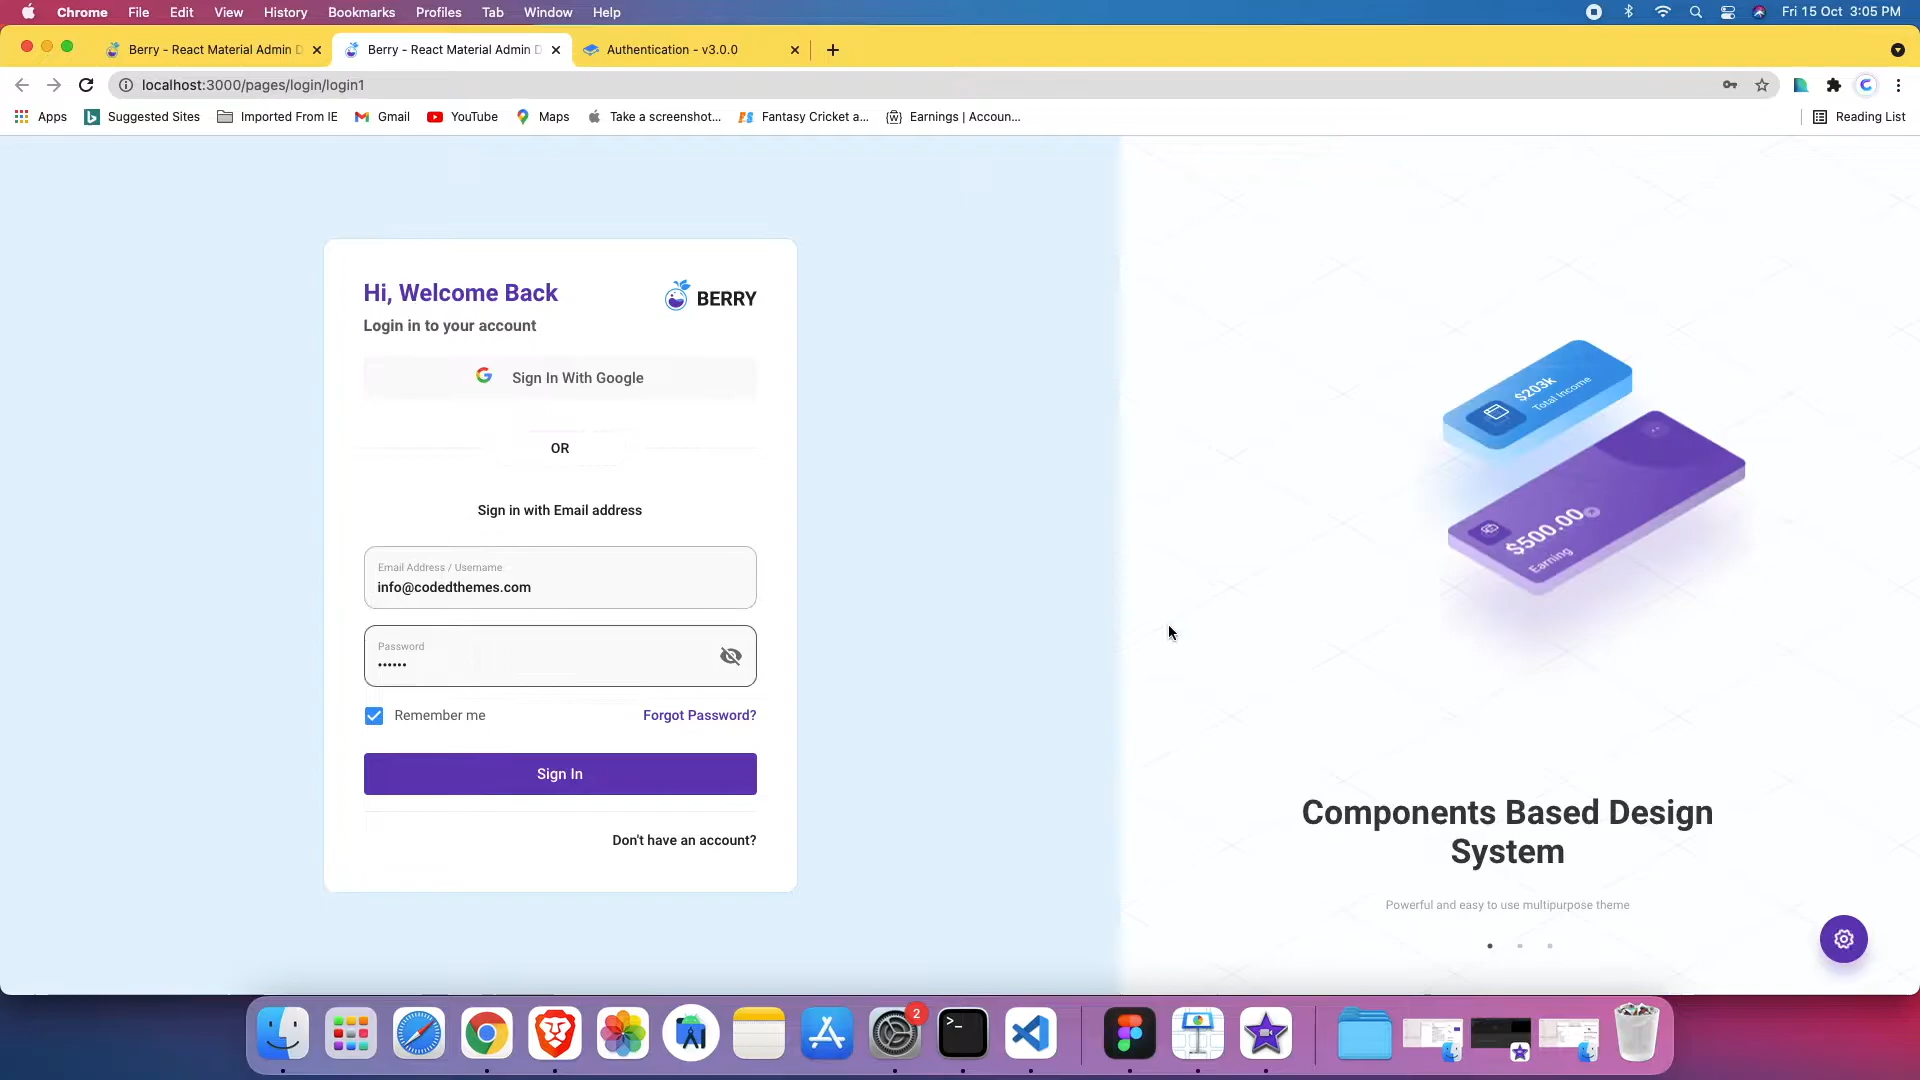 Chrome File Edit View History Bookmarks Profiles Tab Window Help Fri 15 Oct 3:05 PM
Berry - React Material Admin D Berry - React Material Admin D Authentication - v3.0.0
localhost:3000/pages/login/login1
Apps Suggested Sites Imported From IE Gmail YouTube Maps Take a screenshot... Fantasy Cricket a... Earnings | Accoun... Reading List
Hi, Welcome Back
BERRY
Login in to your account
Sign In With Google
OR
Sign in with Email address
Email Address / Username
info@codedthemes.com
Password
Remember me Forgot Password?
Sign In
Don't have an account?
$203k
Total Income
$500.00
Earning
Components Based Design
System
Powerful and easy to use multipurpose theme
2